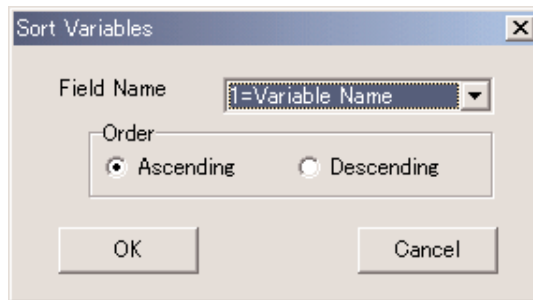 Sort Variables
Field Name
1=Variable Name
Order
Ascending
Descending
OK
Cancel